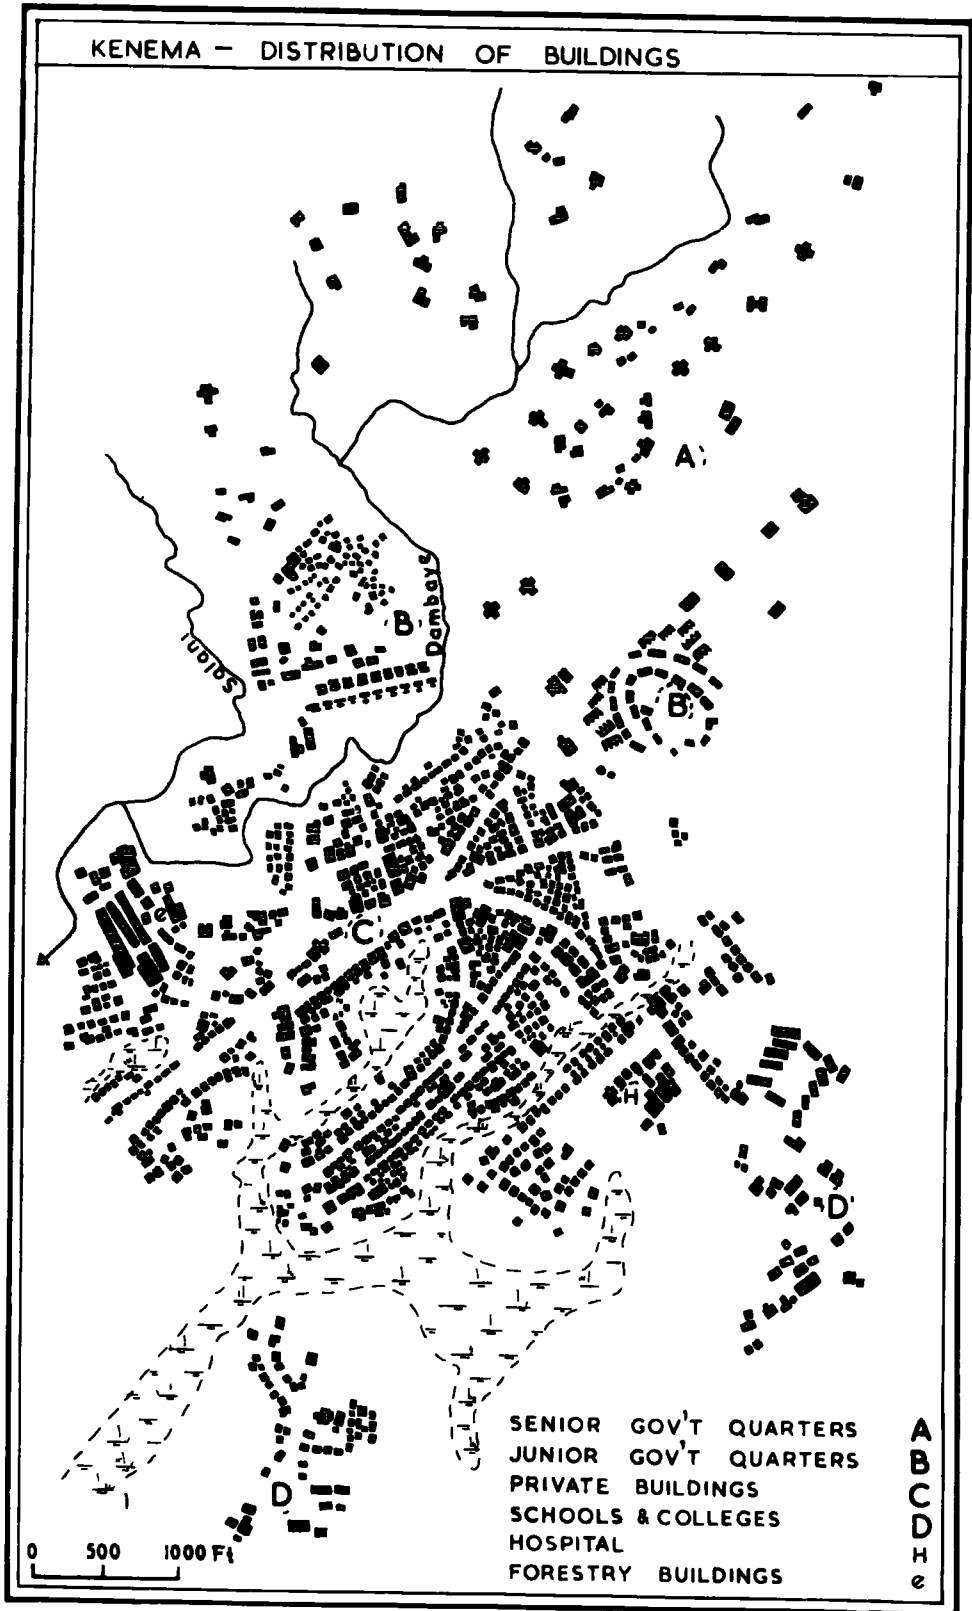 KENEMA — DISTRIBUTION OF BUILDINGS
A
B
Dambaye
Salani
B
e
C
H
D
D
SENIOR GOV'T QUARTERS A
JUNIOR GOV'T QUARTERS B
PRIVATE BUILDINGS C
SCHOOLS & COLLEGES D
HOSPITAL H
FORESTRY BUILDINGS e
0 500 1000 Ft